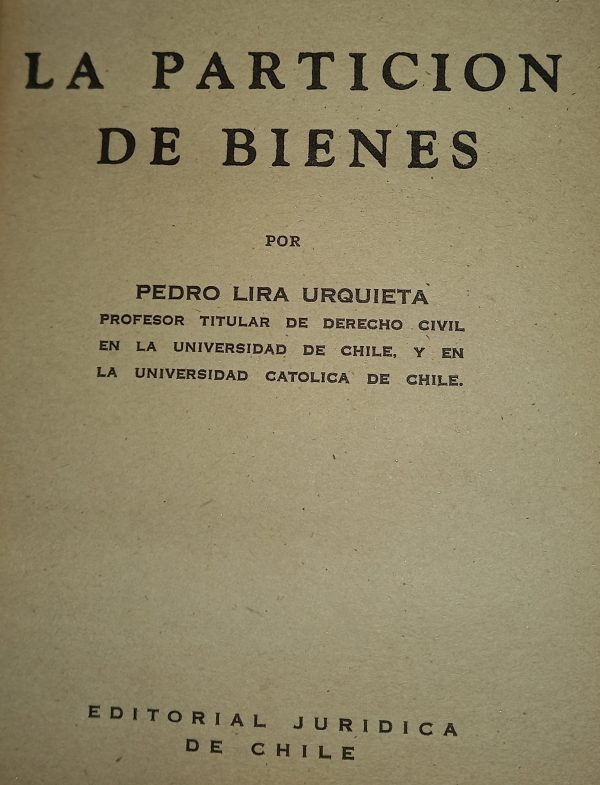 LA PARTICION
DE BIENES
POR
PEDRO LIRA URQUIETA
PROFESOR TITULAR DE DERECHO CIVIL
EN LA UNIVERSIDAD DE CHILE, Y EN
LA UNIVERSIDAD CATOLICA DE CHILE.
EDITORIAL JURIDICA
DE CHILE